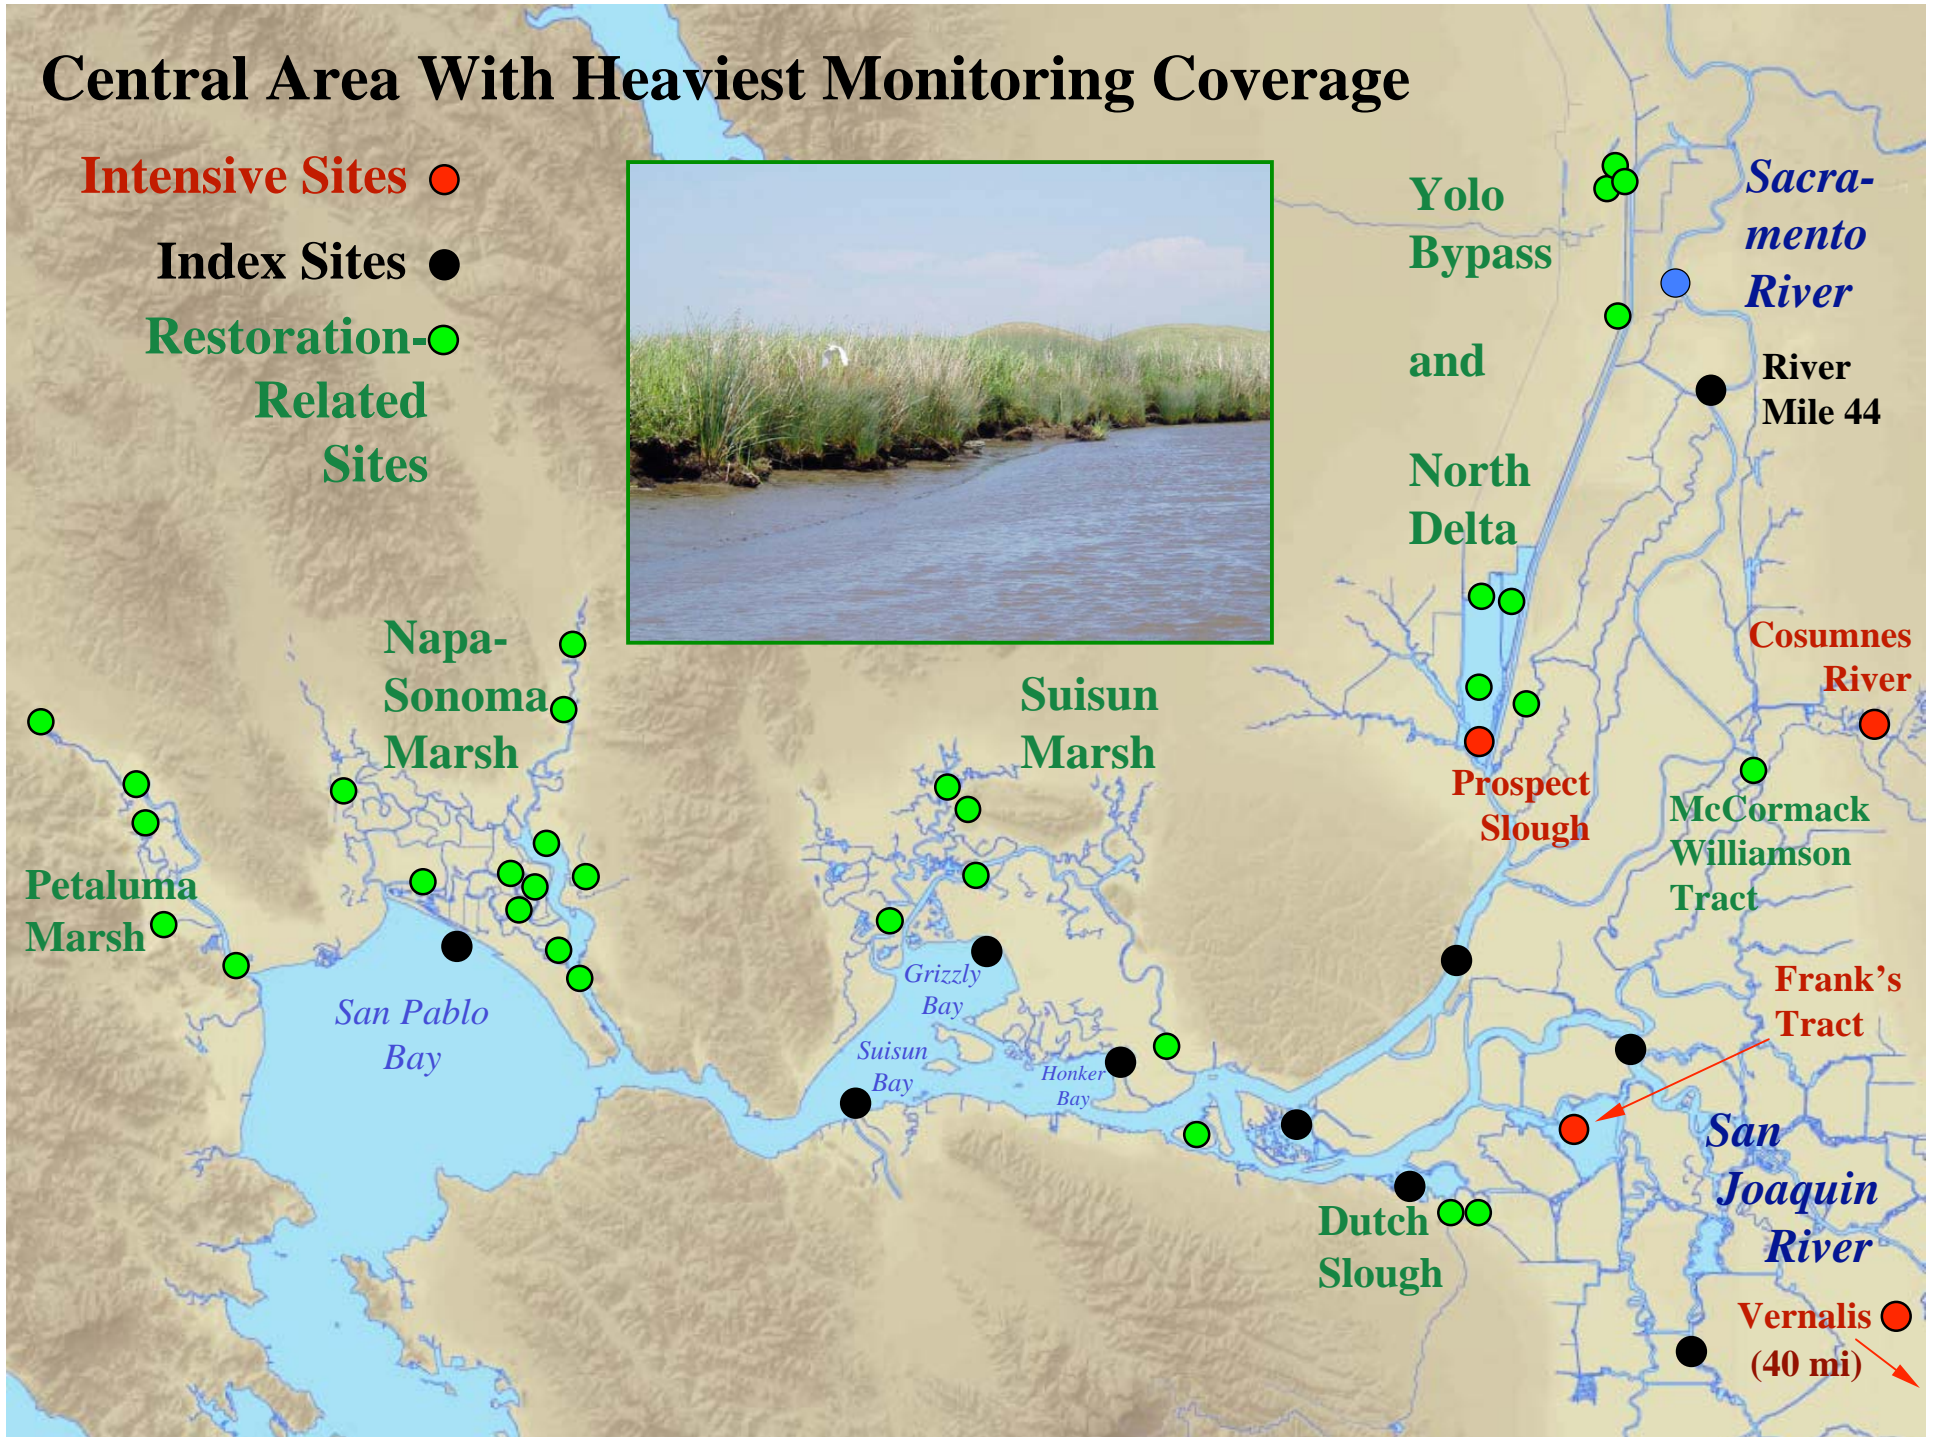 Central Area With Heaviest Monitoring Coverage
Intensive Sites
Index Sites
Restoration-
Related
Sites
Yolo
Bypass
and
North
Delta
Sacra-
mento
River
River
Mile 44
Napa-
Sonoma
Marsh
Suisun
Marsh
Cosumnes
River
Prospect
Slough
McCormack
Williamson
Tract
Petaluma
Marsh
San Pablo
Bay
Grizzly
Bay
Suisun
Bay
Honker
Bay
Frank's
Tract
San
Joaquin
River
Dutch
Slough
Vernalis
(40 mi)